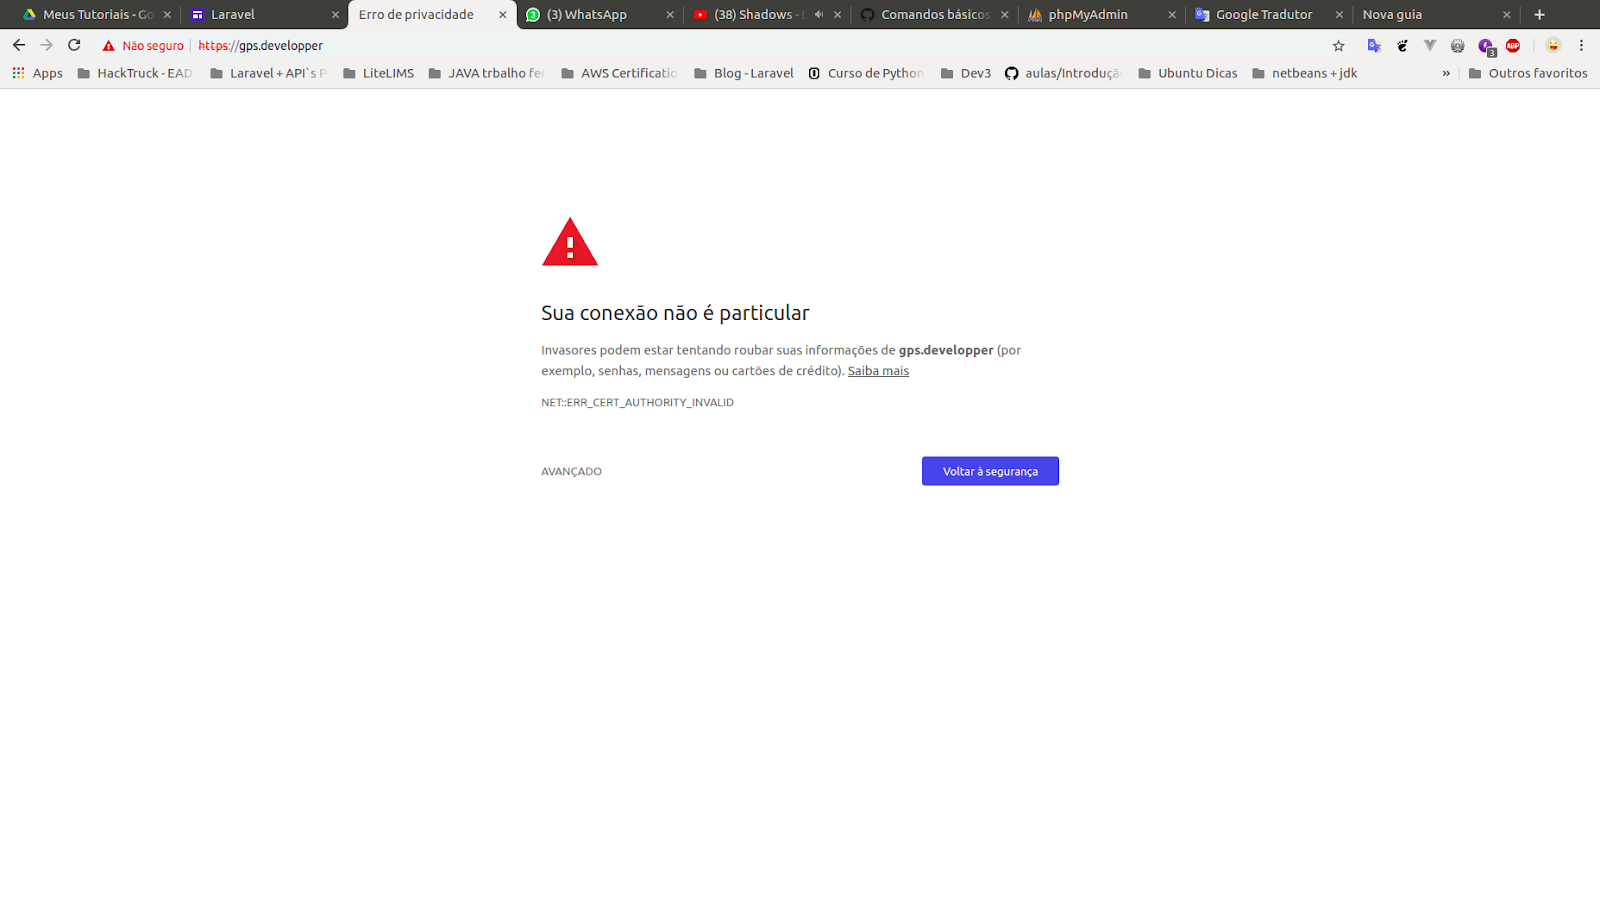 Meus Tutoriais - Go
Laravel
Erro de privacidade
(3) WhatsApp
(38) Shadows - L
Comandos básicos
phpMyAdmin
Google Tradutor
Nova guia
Não seguro
https://gps.developper
3
ABP
Apps
HackTruck - EAD
Laravel + API`s P
LiteLIMS
JAVA trbalho fer
AWS Certificatio
Blog - Laravel
Curso de Python
Dev3
aulas/Introduçã
Ubuntu Dicas
netbeans + jdk
»
Outros favoritos
Sua conexão não é particular
Invasores podem estar tentando roubar suas informações de gps.developper (por
exemplo, senhas, mensagens ou cartões de crédito). Saiba mais
NET::ERR_CERT_AUTHORITY_INVALID
AVANÇADO
Voltar à segurança